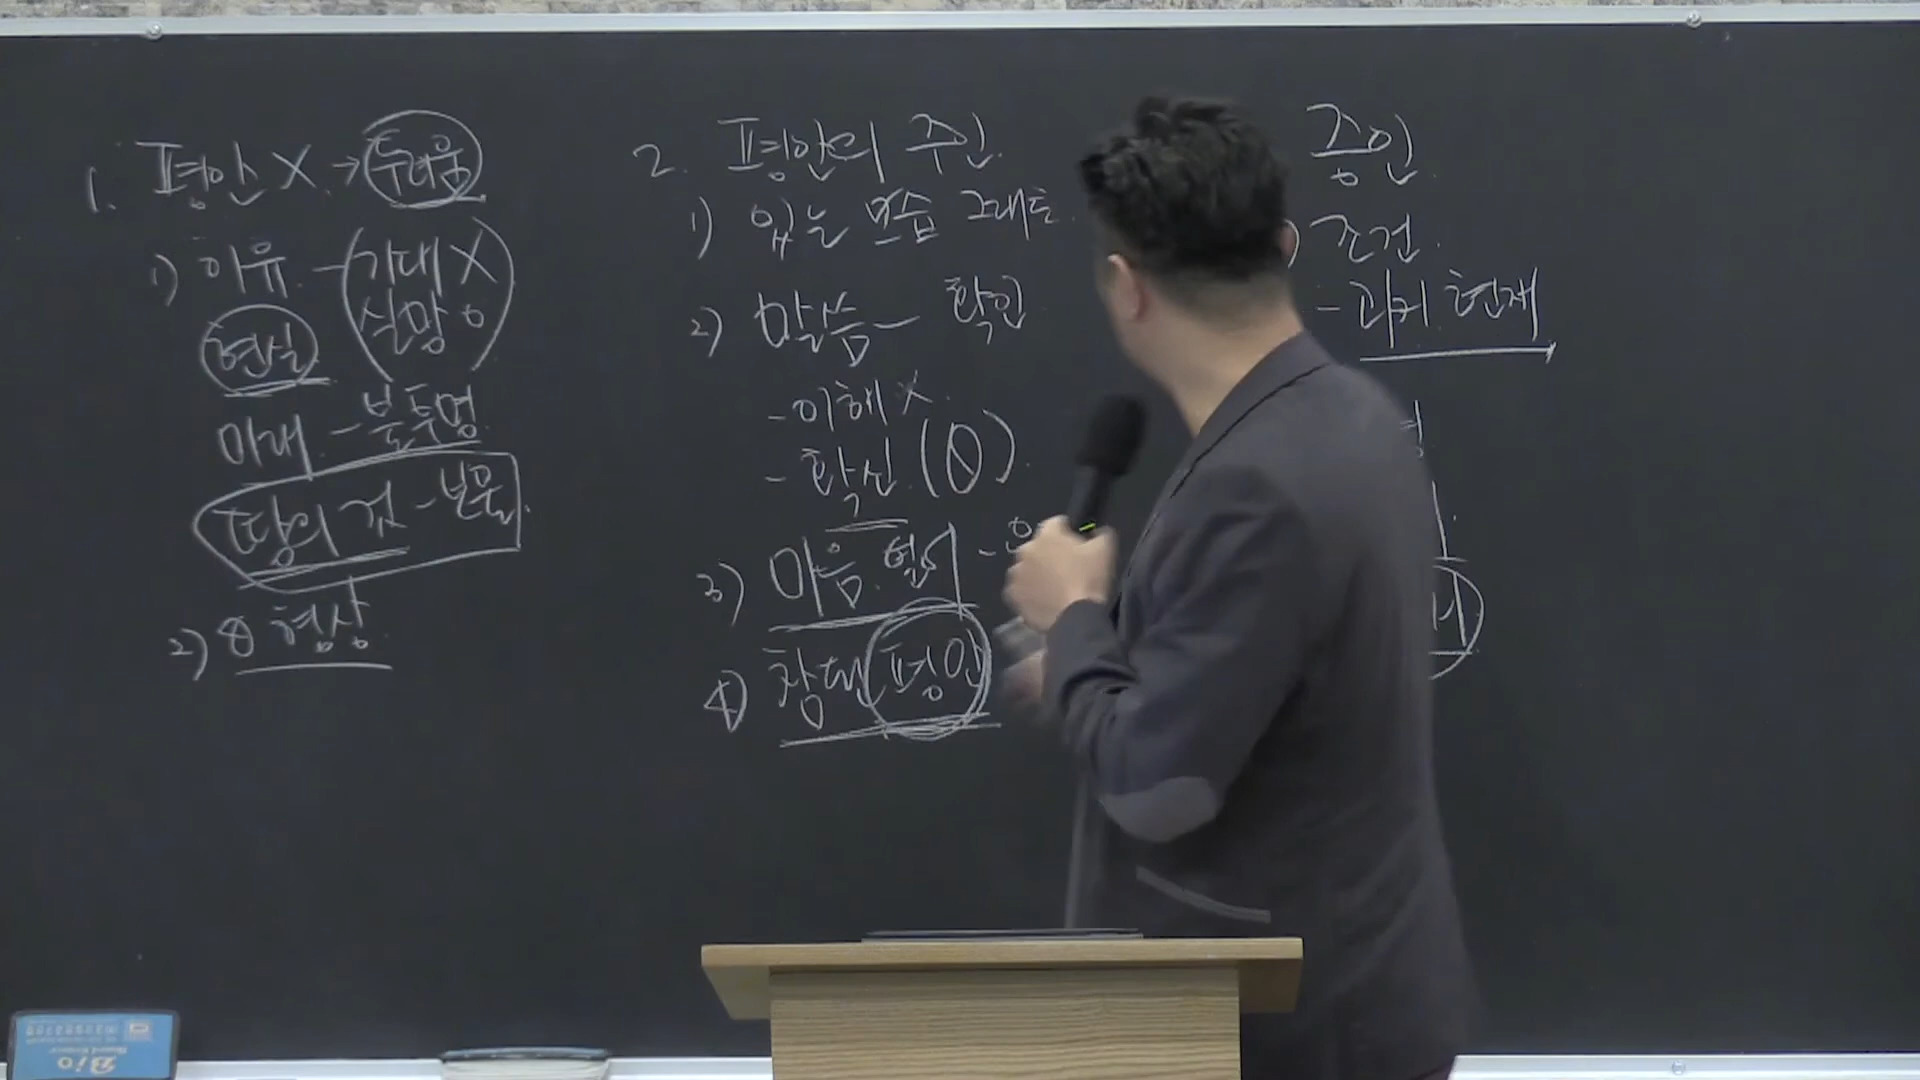 1. 평안 X → 두려움
1) 이유 - 기대 X
실망 o
현실
미래 - 불투명
땅의 것 - 본문
2) 8 형상
2. 평안의 주인
1) 있는 모습 그대로
2) 말씀 - 확인
- 이해 X
- 확신 (O)
3) 마음 열어 -
4) 참된 평안
증인
) 조건
- 과거 현재
Bio